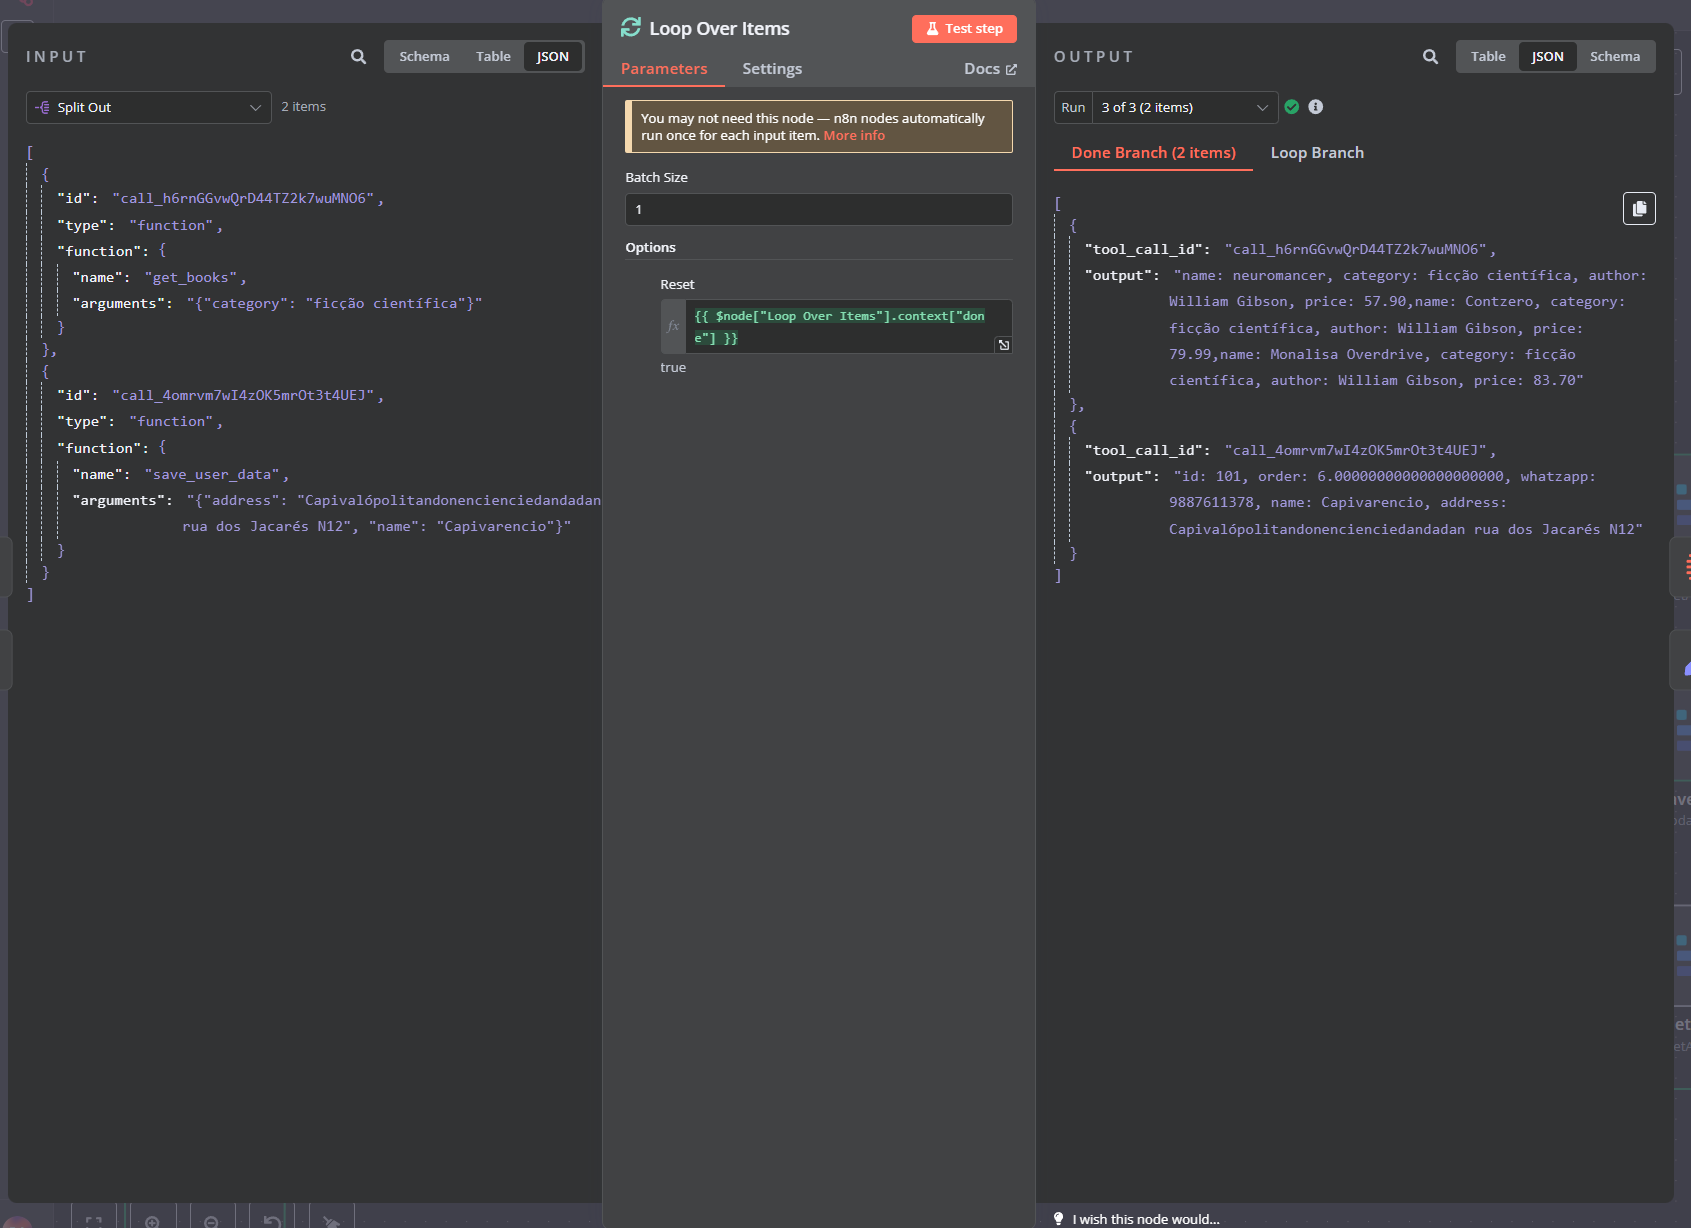 INPUT
Schema
Table
JSON
Split Out
2 items
[
{
"id": "call_h6rnGGvwQrD44TZ2k7wuMNO6",
"type": "function",
"function": {
"name": "get_books",
"arguments": "{"category": "ficção científica"}"
}
},
{
"id": "call_4omrvm7wI4zOK5mrOt3t4UEJ",
"type": "function",
"function": {
"name": "save_user_data",
"arguments": "{"address": "Capivalópolitandonencienciedandadan
rua dos Jacarés N12", "name": "Capivarencio"}"
}
}
]
Loop Over Items
Test step
Parameters
Settings
Docs
You may not need this node — n8n nodes automatically
run once for each input item. More info
Batch Size
1
Options
Reset
fx
{{ $node["Loop Over Items"].context["don
e"] }}
true
OUTPUT
Table
JSON
Schema
Run
3 of 3 (2 items)
Done Branch (2 items)
Loop Branch
[
{
"tool_call_id": "call_h6rnGGvwQrD44TZ2k7wuMNO6",
"output": "name: neuromancer, category: ficção científica, author:
William Gibson, price: 57.90,name: Contzero, category:
ficção científica, author: William Gibson, price:
79.99,name: Monalisa Overdrive, category: ficção
científica, author: William Gibson, price: 83.70"
},
{
"tool_call_id": "call_4omrvm7wI4zOK5mrOt3t4UEJ",
"output": "id: 101, order: 6.00000000000000000000, whatzapp:
9887611378, name: Capivarencio, address:
Capivalópolitandonencienciedandadan rua dos Jacarés N12"
}
]
I wish this node would...